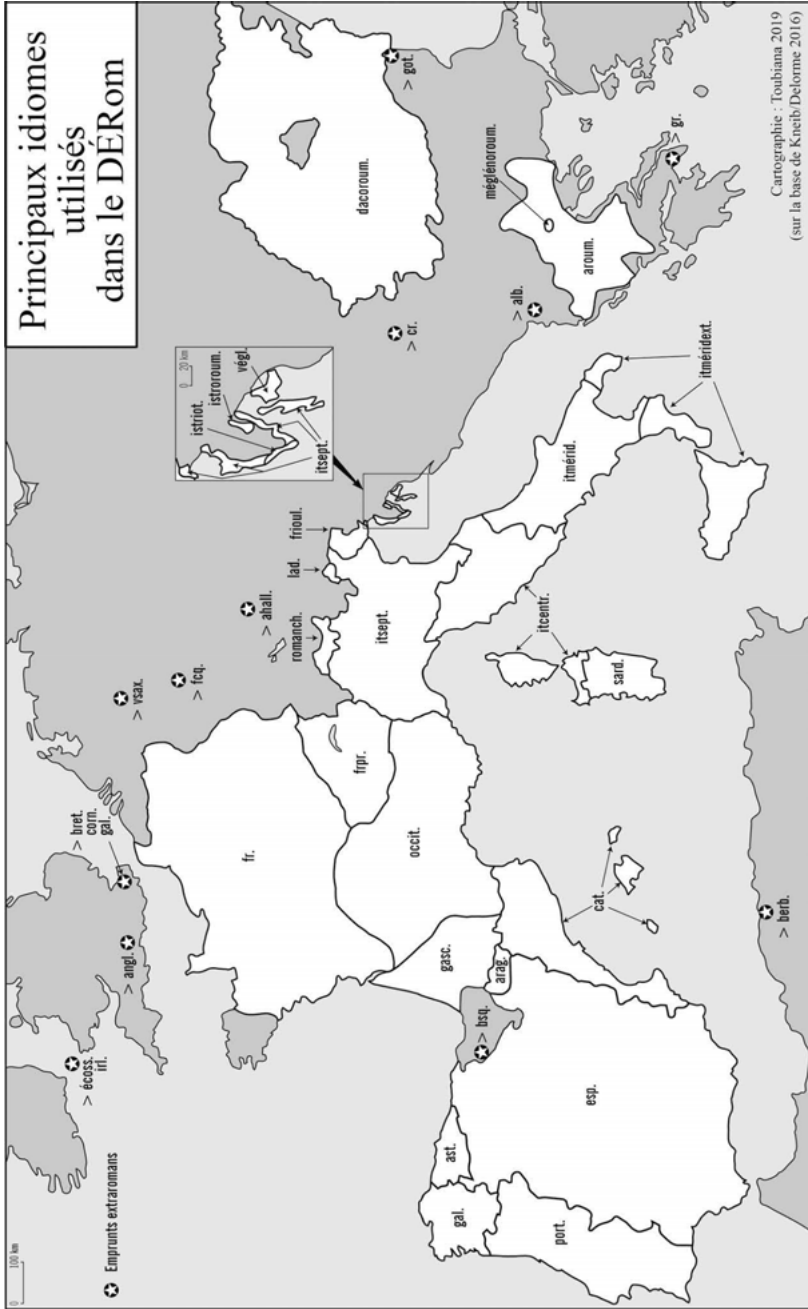 Principaux idiomes
utilisés
dans le DÉRom
0 100 km
Emprunts extraromans
> écoss.
irl.
> angl.
> bret.
corn.
gal.
> vsax.
> fcq.
> ahall.
romanch.
lad.
frioul.
0 20 km
istriot.
istroroum.
végl.
itsept.
> got.
dacoroum.
> cr.
> alb.
méglénoroum.
aroum.
> gr.
fr.
frpr.
itsept.
occit.
gasc.
arag.
> bsq.
ast.
gal.
port.
esp.
cat.
itcentr.
sard.
itmérid.
itméridext.
> berb.
Cartographie : Toubiana 2019
(sur la base de Kneib/Delorme 2016)